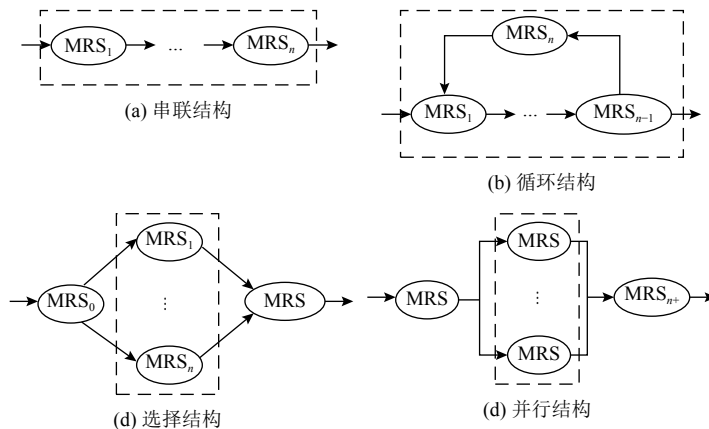 MRS₁ … MRSₙ
(a) 串联结构
MRSₙ
MRS₁ … MRSₙ₋₁
(b) 循环结构
MRS₁
MRS₀ ⋮ MRS
MRSₙ
(d) 选择结构
MRS
MRS ⋮ MRSₙ₊
MRS
(d) 并行结构